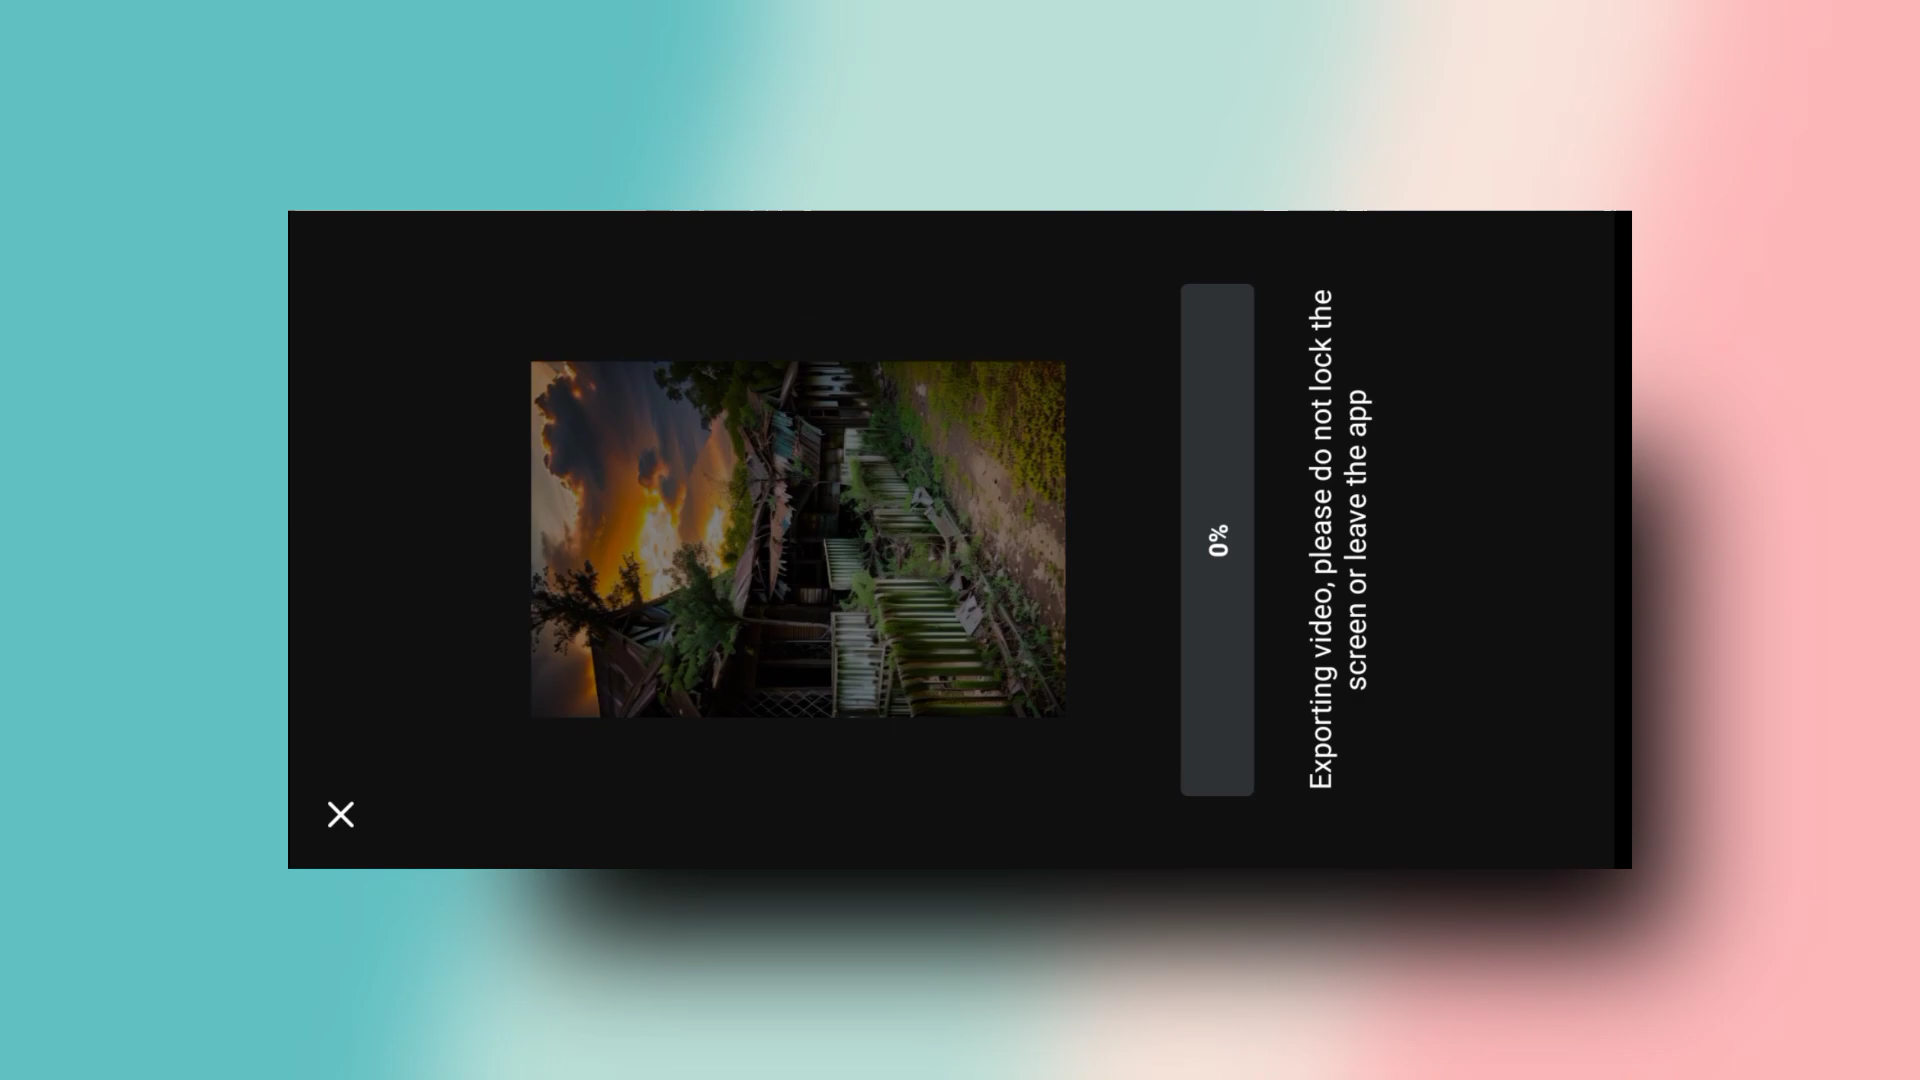 0%
Exporting video, please do not lock the
screen or leave the app